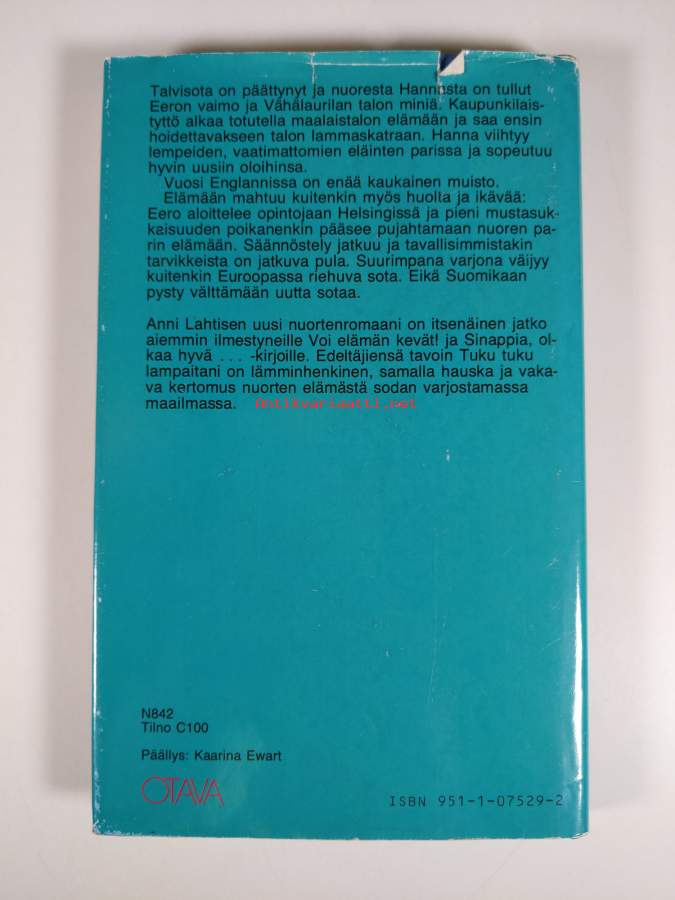 Talvisota on päättynyt ja nuoresta Hannasta on tullut
Eeron vaimo ja Vähälaurilan talon miniä. Kaupunkilais-
tyttö alkaa totutella maalaistalon elämään ja saa ensin
hoidettavakseen talon lammaskatraan. Hanna viihtyy
lempeiden, vaatimattomien eläinten parissa ja sopeutuu
hyvin uusiin oloihinsa.
Vuosi Englannissa on enää kaukainen muisto.
Elämään mahtuu kuitenkin myös huolta ja ikävää:
Eero aloittelee opintojaan Helsingissä ja pieni mustasuk-
kaisuuden poikanenkin pääsee pujahtamaan nuoren pa-
rin elämään. Säännöstely jatkuu ja tavallisimmistakin
tarvikkeista on jatkuva pula. Suurimpana varjona väijyy
kuitenkin Euroopassa riehuva sota. Eikä Suomikaan
pysty välttämään uutta sotaa.
Anni Lahtisen uusi nuortenromaani on itsenäinen jatko
aiemmin ilmestyneille Voi elämän kevät! ja Sinappia, ol-
kaa hyvä . . . -kirjoille. Edeltäjiensä tavoin Tuku tuku
lampaitani on lämminhenkinen, samalla hauska ja vaka-
va kertomus nuorten elämästä sodan varjostamassa
maailmassa. Antikvariaatti.net
N842
Tilno C100
Päällys: Kaarina Ewart
OTAVA
ISBN 951-1-07529-2